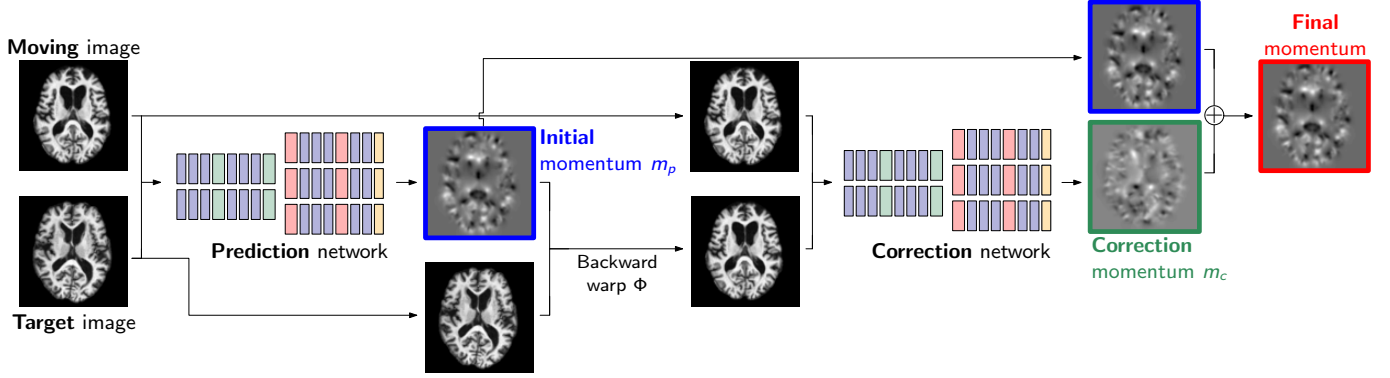 Moving image
Target image
Prediction network
Initial
momentum m_p
Backward
warp Φ
Correction network
Correction
momentum m_c
Final
momentum